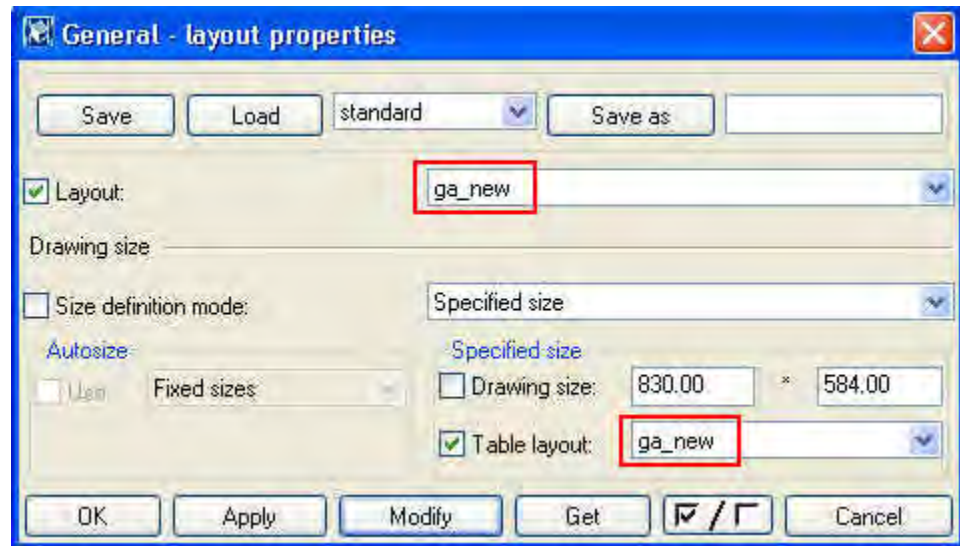 General - layout properties
Save Load standard Save as
Layout: ga_new
Drawing size
Size definition mode: Specified size
Autosize Specified size
Use Fixed sizes Drawing size: 830.00 * 584.00
Table layout: ga_new
OK Apply Modify Get / Cancel